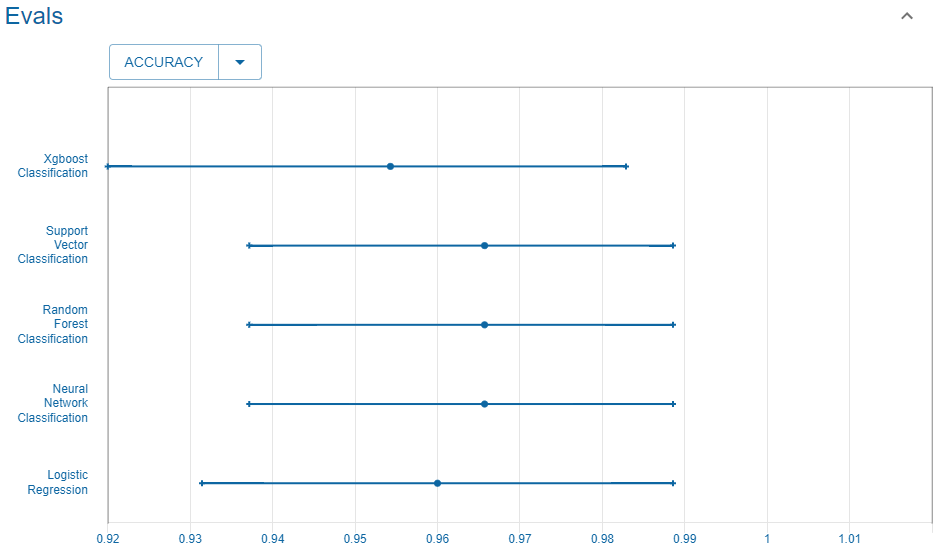 Evals
ACCURACY
Xgboost
Classification
Support
Vector
Classification
Random
Forest
Classification
Neural
Network
Classification
Logistic
Regression
0.92 0.93 0.94 0.95 0.96 0.97 0.98 0.99 1 1.01